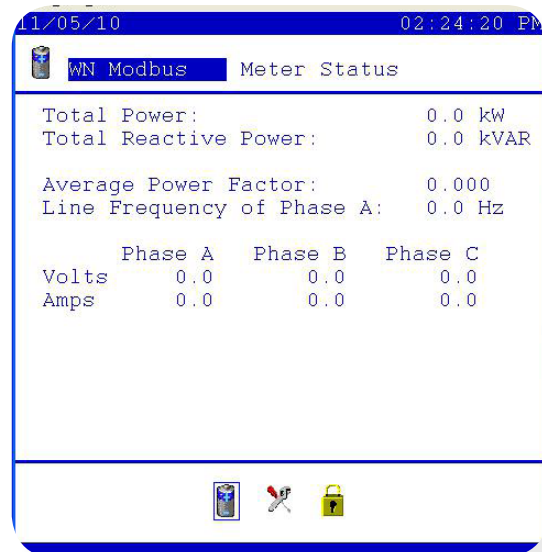 11/05/10 02:24:20 PM
WN Modbus Meter Status
Total Power: 0.0 kW
Total Reactive Power: 0.0 kVAR
Average Power Factor: 0.000
Line Frequency of Phase A: 0.0 Hz
Phase A Phase B Phase C
Volts 0.0 0.0 0.0
Amps 0.0 0.0 0.0